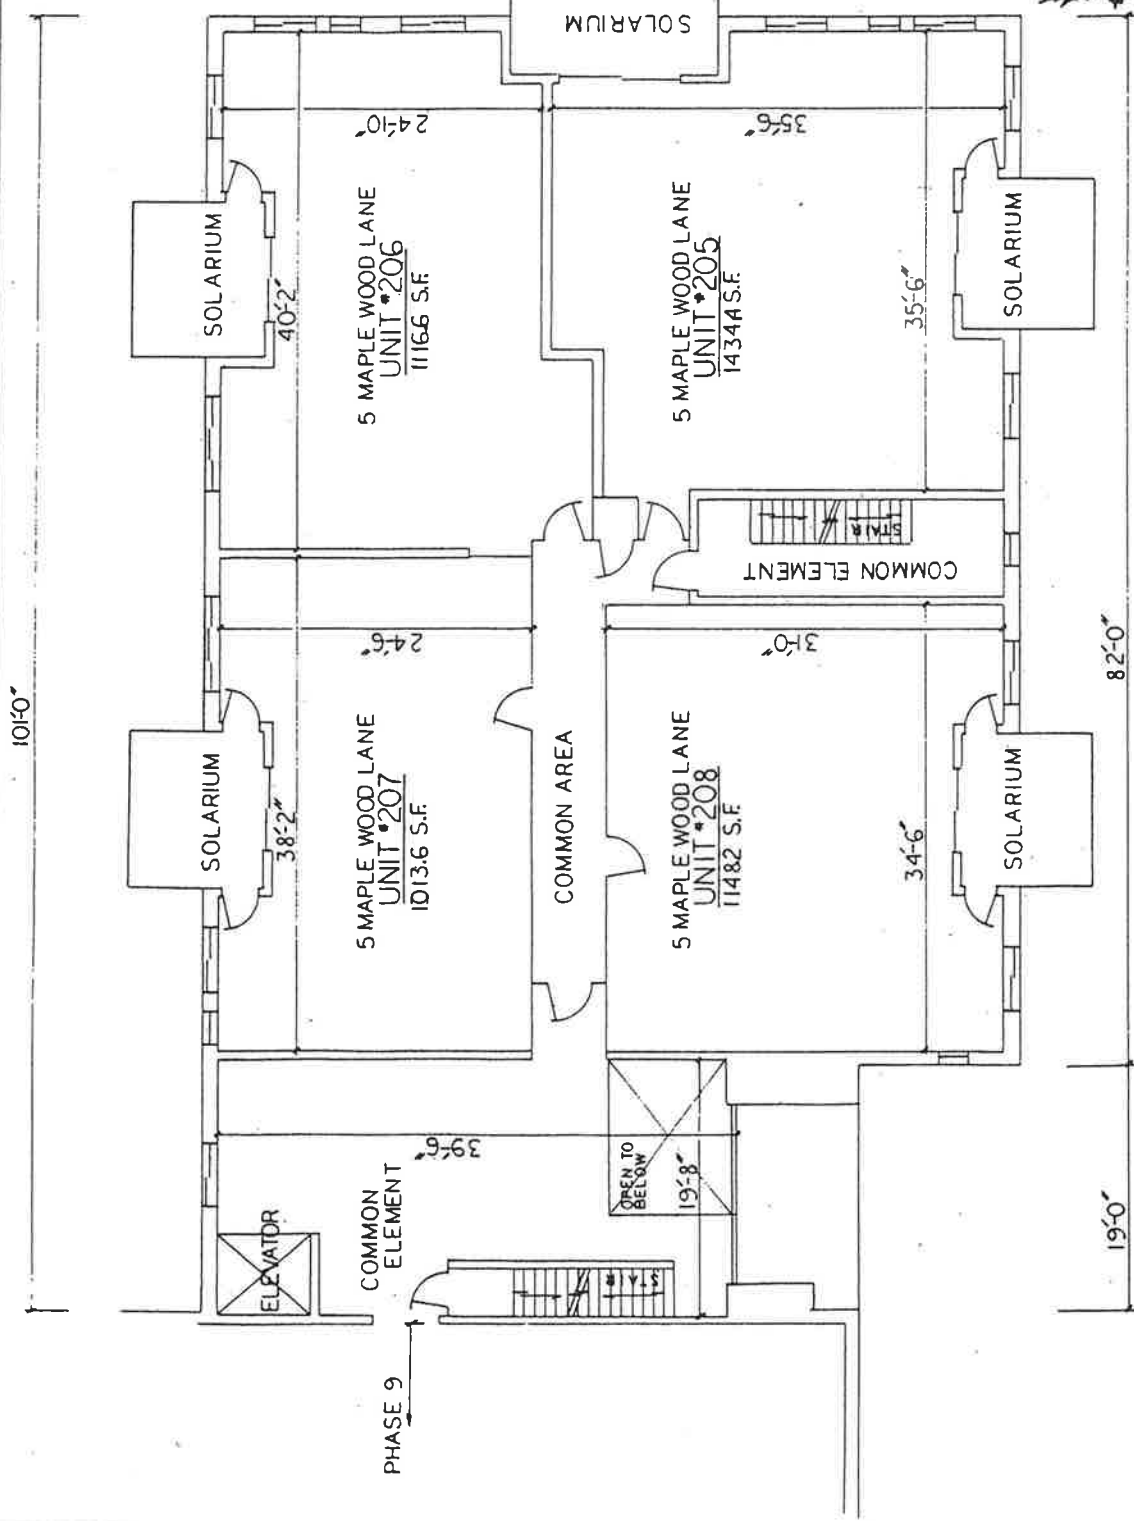 101'-0"
SOLARIUM
SOLARIUM
40'-2"
24'-10"
5 MAPLE WOOD LANE
UNIT #206
1116.6 S.F.
SOLARIUM
35'-6"
5 MAPLE WOOD LANE
UNIT #205
1434.4 S.F.
35'-6"
SOLARIUM
STAIR
COMMON ELEMENT
SOLARIUM
38'-2"
24'-6"
5 MAPLE WOOD LANE
UNIT #207
1013.6 S.F.
COMMON AREA
31'-0"
5 MAPLE WOOD LANE
UNIT #208
1148.2 S.F.
34'-6"
SOLARIUM
82'-0"
39'-6"
ELEVATOR
COMMON
ELEMENT
OPEN TO
BELOW
19'-8"
19'-0"
PHASE 9